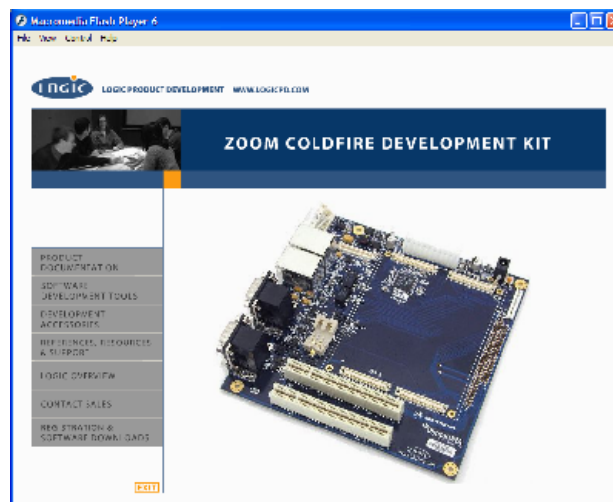 Macromedia Flash Player 6
File View Control Help
LOGIC LOGIC PRODUCT DEVELOPMENT WWW.LOGICPD.COM
ZOOM COLDFIRE DEVELOPMENT KIT
PRODUCT
DOCUMENTATION
SOFTWARE
DEVELOPMENT TOOLS
DEVELOPMENT
ACCESSORIES
REFERENCES, RESOURCES
& SUPPORT
LOGIC OVERVIEW
CONTACT SALES
REGISTRATION &
SOFTWARE DOWNLOADS
EXIT